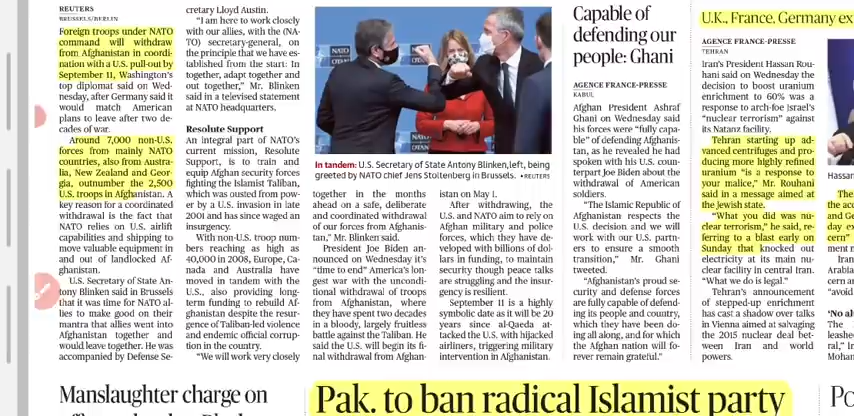 REUTERS
BRUSSELS/BERLIN
Foreign troops under NATO
command will withdraw
from Afghanistan in coordi-
nation with a U.S. pull-out by
September 11, Washington's
top diplomat said on Wed-
nesday, after Germany said it
would match American
plans to leave after two de-
cades of war.
Around 7,000 non-U.S.
forces from mainly NATO
countries, also from Austra-
lia, New Zealand and Geor-
gia, outnumber the 2,500
U.S. troops in Afghanistan. A
key reason for a coordinated
withdrawal is the fact that
NATO relies on U.S. airlift
capabilities and shipping to
move valuable equipment in
and out of landlocked Af-
ghanistan.
U.S. Secretary of State An-
tony Blinken said in Brussels
that it was time for NATO al-
lies to make good on their
mantra that allies went into
Afghanistan together and
would leave together. He was
accompanied by Defense Se-
cretary Lloyd Austin.
"I am here to work closely
with our allies, with the (NA-
TO) secretary-general, on
the principle that we have es-
tablished from the start: In
together, adapt together and
out together," Mr. Blinken
said in a televised statement
at NATO headquarters.
Resolute Support
An integral part of NATO's
current mission, Resolute
Support, is to train and
equip Afghan security forces
fighting the Islamist Taliban,
which was ousted from pow-
er by a U.S. invasion in late
2001 and has since waged an
insurgency.
With non-U.S. troop num-
bers reaching as high as
40,000 in 2008, Europe, Ca-
nada and Australia have
moved in tandem with the
U.S., also providing long-
term funding to rebuild Af-
ghanistan despite the resur-
gence of Taliban-led violence
and endemic official corrup-
tion in the country.
"We will work very closely
In tandem: U.S. Secretary of State Antony Blinken,left, being
greeted by NATO chief Jens Stoltenberg in Brussels. • REUTERS
together in the months
ahead on a safe, deliberate
and coordinated withdrawal
of our forces from Afghanis-
tan," Mr. Blinken said.
President Joe Biden an-
nounced on Wednesday it's
"time to end" America's lon-
gest war with the uncondi-
tional withdrawal of troops
from Afghanistan, where
they have spent two decades
in a bloody, largely fruitless
battle against the Taliban. He
said the U.S. will begin its fi-
nal withdrawal from Afghan-
istan on May 1.
After withdrawing, the
U.S. and NATO aim to rely on
Afghan military and police
forces, which they have de-
veloped with billions of dol-
lars in funding, to maintain
security though peace talks
are struggling and the insur-
gency is resilient.
September 11 is a highly
symbolic date as it will be 20
years since al-Qaeda at-
tacked the U.S. with hijacked
airliners, triggering military
intervention in Afghanistan.
Capable of
defending our
people: Ghani
AGENCE FRANCE-PRESSE
KABUL
Afghan President Ashraf
Ghani on Wednesday said
his forces were "fully capa-
ble" of defending Afghanis-
tan, as he revealed he had
spoken with his U.S. coun-
terpart Joe Biden about the
withdrawal of American
soldiers.
"The Islamic Republic of
Afghanistan respects the
U.S. decision and we will
work with our U.S. partn-
ers to ensure a smooth
transition," Mr. Ghani
tweeted.
"Afghanistan's proud se-
curity and defense forces
are fully capable of defend-
ing its people and country,
which they have been do-
ing all along, and for which
the Afghan nation will fo-
rever remain grateful."
U.K., France, Germany ex
AGENCE FRANCE-PRESSE
TEHRAN
Iran's President Hassan Rou-
hani said on Wednesday the
decision to boost uranium
enrichment to 60% was a
response to arch-foe Israel's
"nuclear terrorism" against
its Natanz facility.
Tehran starting up ad-
vanced centrifuges and pro-
ducing more highly refined
uranium "is a response to
your malice," Mr. Rouhani
said in a message aimed at
the Jewish state.
"What you did was nu-
clear terrorism," he said, re-
ferring to a blast early on
Sunday that knocked out
electricity at its main nu-
clear facility in central Iran.
"What we do is legal."
Tehran's announcement
of stepped-up enrichment
has cast a shadow over talks
in Vienna aimed at salvaging
the 2015 nuclear deal bet-
ween Iran and world
powers.
Manslaughter charge on
Pak. to ban radical Islamist party